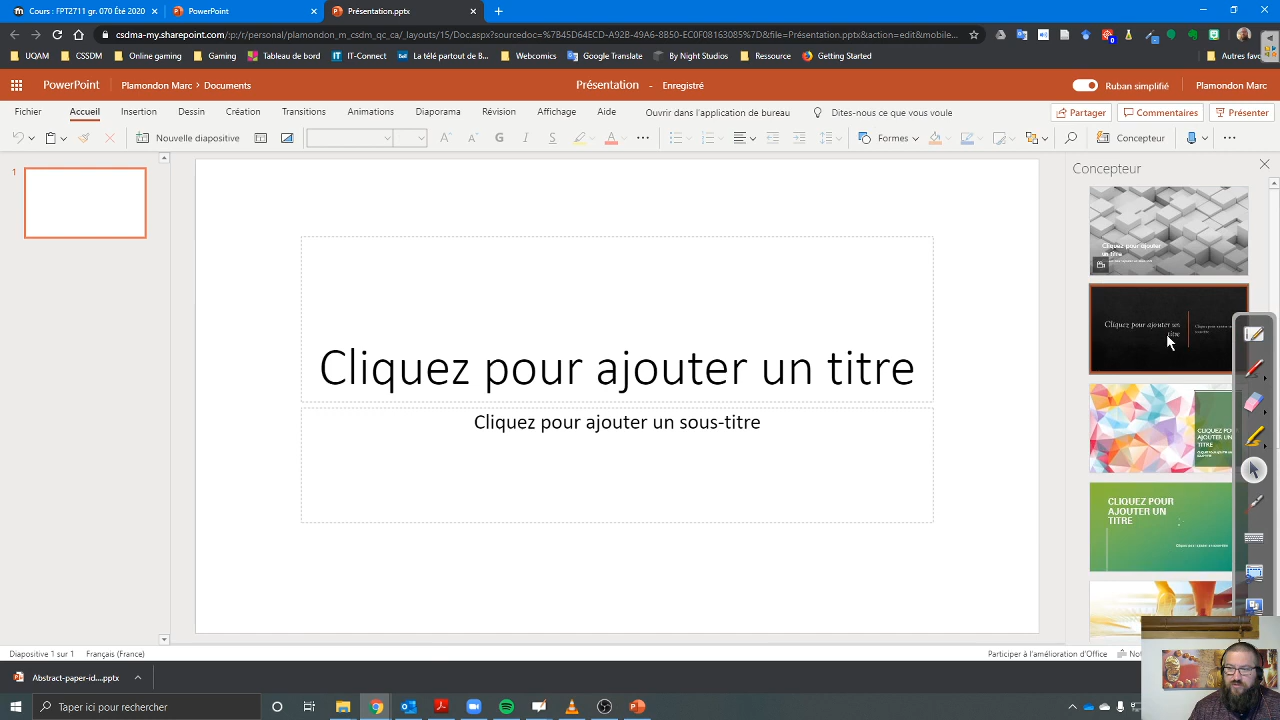 Cours : FPT2711 gr. 070 Été 2020
PowerPoint
Présentation.pptx
csdma-my.sharepoint.com/:p:/r/personal/plamondon_m_csdm_qc_ca/_layouts/15/Doc.aspx?sourcedoc=%7B45D64ECD-A92B-49A6-8B50-EC0F08163085%7D&file=Présentation.pptx&action=edit&mobile...
UQAM
CSSDM
Online gaming
Gaming
Tableau de bord
IT-Connect
La télé partout de B...
Google Translate
By Night Studios
Webcomics
Ressource
Getting Started
Autres favo
PowerPoint
Plamondon Marc > Documents
Présentation - Enregistré
Ruban simplifié
Plamondon Marc
Fichier
Accueil
Insertion
Dessin
Création
Transitions
Animations
Diaporama
Révision
Affichage
Aide
Ouvrir dans l'application de bureau
Dites-nous ce que vous voule
Partager
Commentaires
Présenter
Nouvelle diapositive
G
I
S
A
Formes
Concepteur
1
Cliquez pour ajouter un titre
Cliquez pour ajouter un sous-titre
Concepteur
Cliquez pour ajouter
un titre
Cliquez pour ajouter un
titre
CLIQUEZ POU
AJOUTER UN
TITRE
CLIQUEZ POUR
AJOUTER UN
TITRE
Diapositive 1 sur 1
Français (France)
Participer à l'amélioration d'Office
Not
Abstract-paper-id....pptx
Taper ici pour rechercher